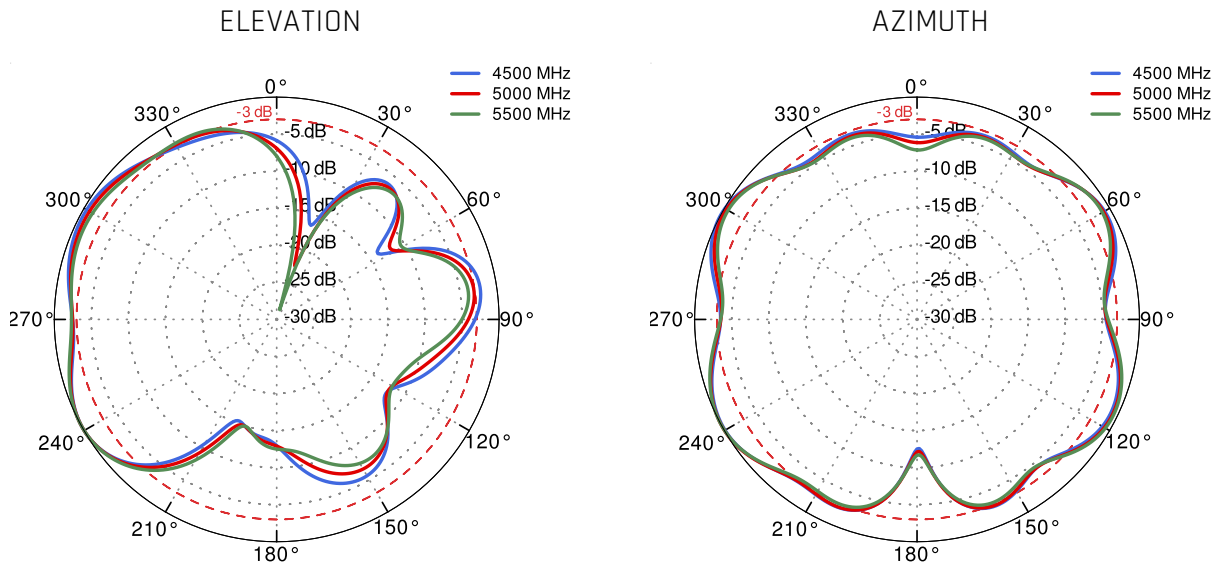 ELEVATION
4500 MHz
5000 MHz
5500 MHz
0°
-3 dB
330°
30°
-5 dB
-10 dB
300°
60°
-15 dB
-20 dB
-25 dB
-30 dB
270°
90°
240°
120°
210°
150°
180°
AZIMUTH
4500 MHz
5000 MHz
5500 MHz
0°
-3 dB
330°
30°
-5 dB
-10 dB
300°
60°
-15 dB
-20 dB
-25 dB
-30 dB
270°
90°
240°
120°
210°
150°
180°